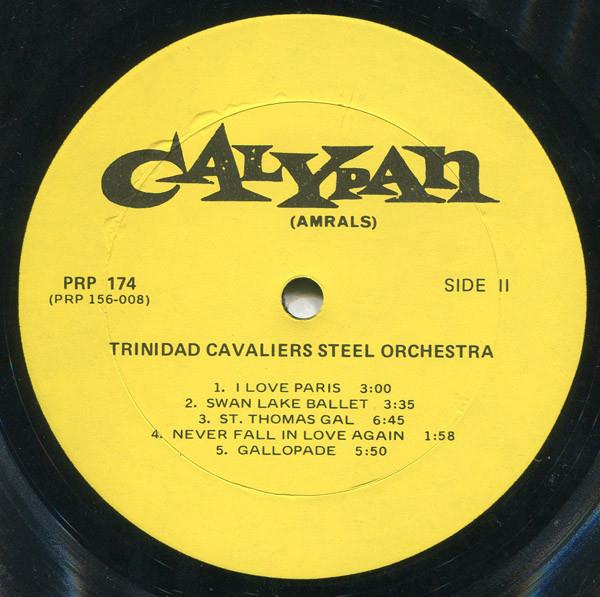 CALYPAN
(AMRALS)
PRP 174
(PRP 156-008)
SIDE II
TRINIDAD CAVALIERS STEEL ORCHESTRA
1. I LOVE PARIS 3:00
2. SWAN LAKE BALLET 3:35
3. ST. THOMAS GAL 6:45
4. NEVER FALL IN LOVE AGAIN 1:58
5. GALLOPADE 5:50